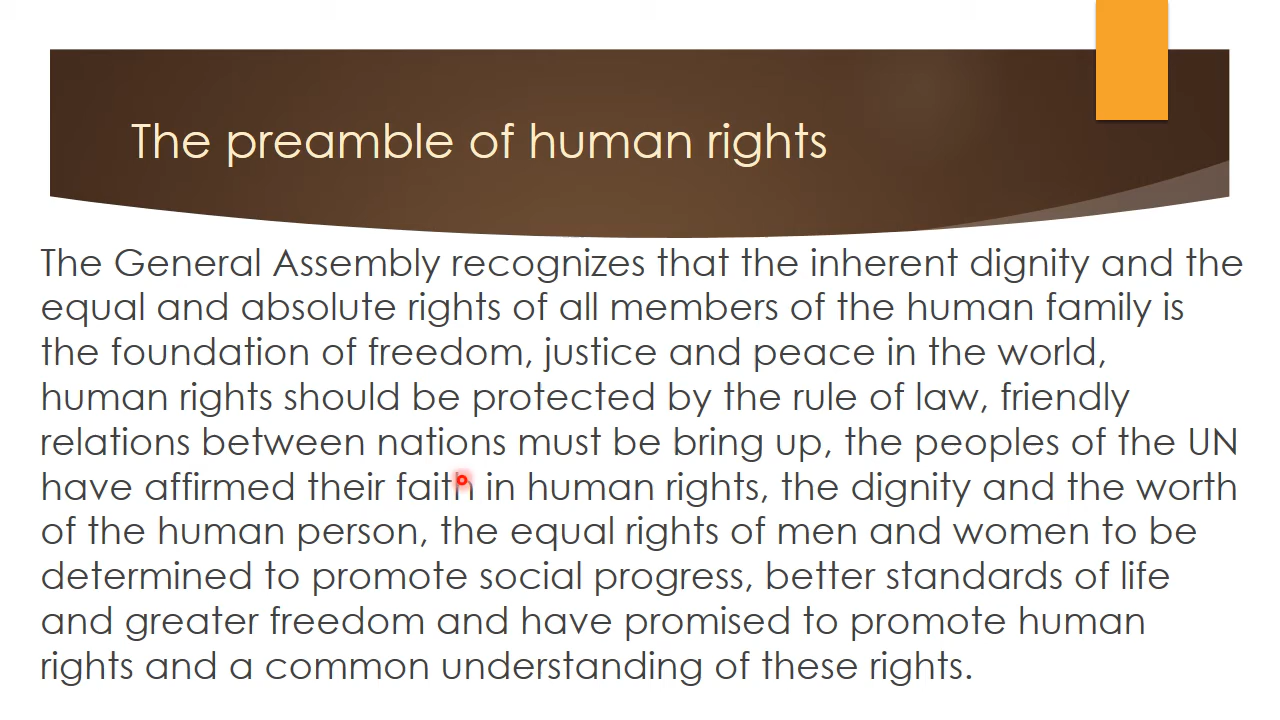 The preamble of human rights
The General Assembly recognizes that the inherent dignity and the
equal and absolute rights of all members of the human family is
the foundation of freedom, justice and peace in the world,
human rights should be protected by the rule of law, friendly
relations between nations must be bring up, the peoples of the UN
have affirmed their faith in human rights, the dignity and the worth
of the human person, the equal rights of men and women to be
determined to promote social progress, better standards of life
and greater freedom and have promised to promote human
rights and a common understanding of these rights.